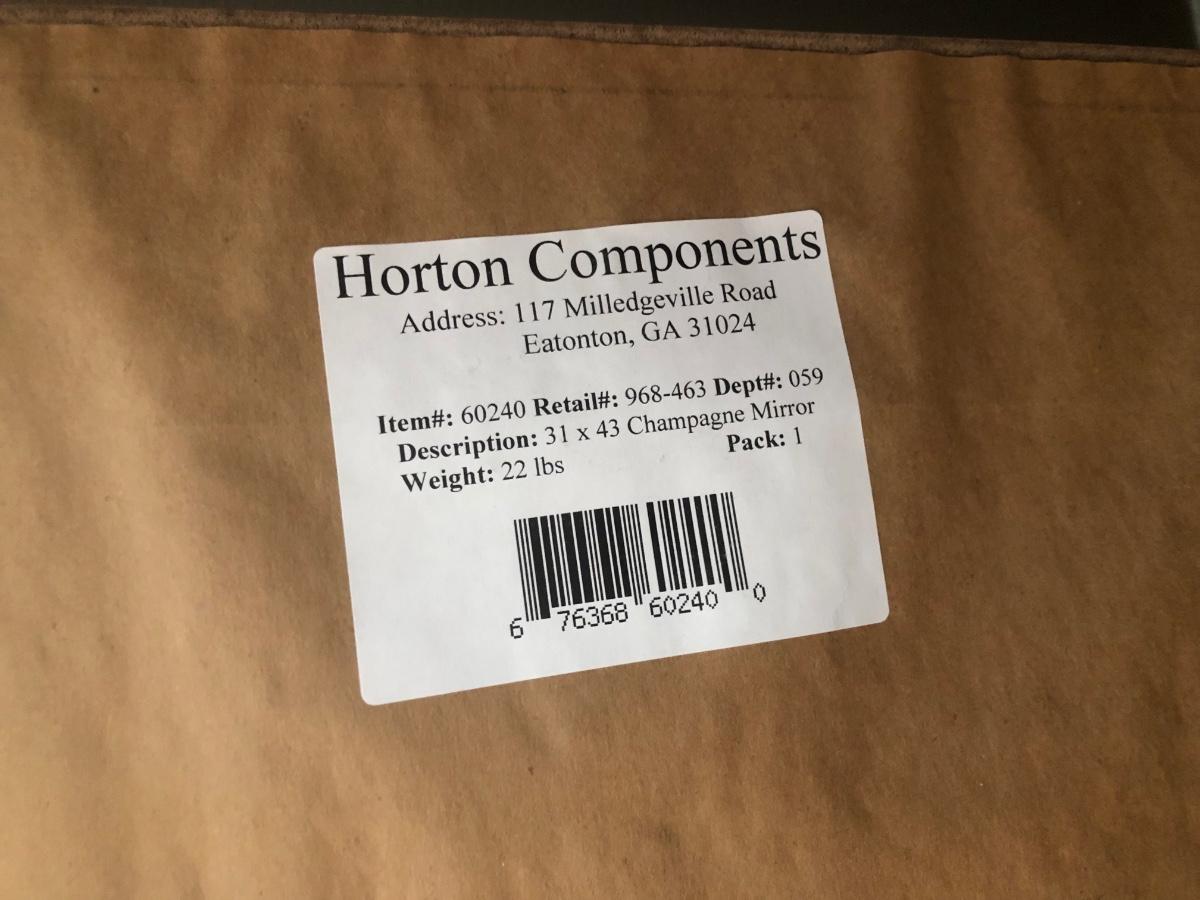 Horton Components
Address: 117 Milledgeville Road
Eatonton, GA 31024
Item#: 60240 Retail#: 968-463 Dept#: 059
Description: 31 x 43 Champagne Mirror
Weight: 22 lbs Pack: 1
6 76368 60240 0